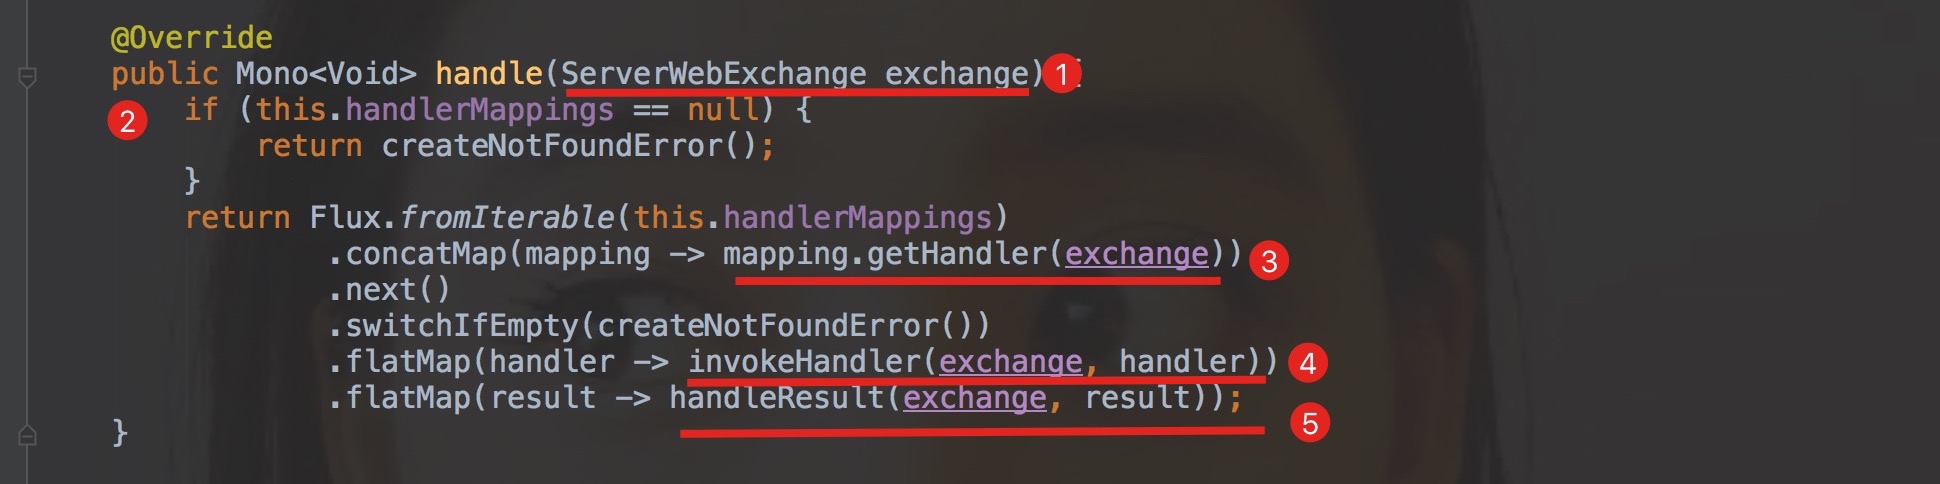 @Override
public Mono<Void> handle(ServerWebExchange exchange) { 1
2 if (this.handlerMappings == null) {
return createNotFoundError();
}
return Flux.fromIterable(this.handlerMappings)
.concatMap(mapping -> mapping.getHandler(exchange)) 3
.next()
.switchIfEmpty(createNotFoundError())
.flatMap(handler -> invokeHandler(exchange, handler)) 4
.flatMap(result -> handleResult(exchange, result)); 5
}